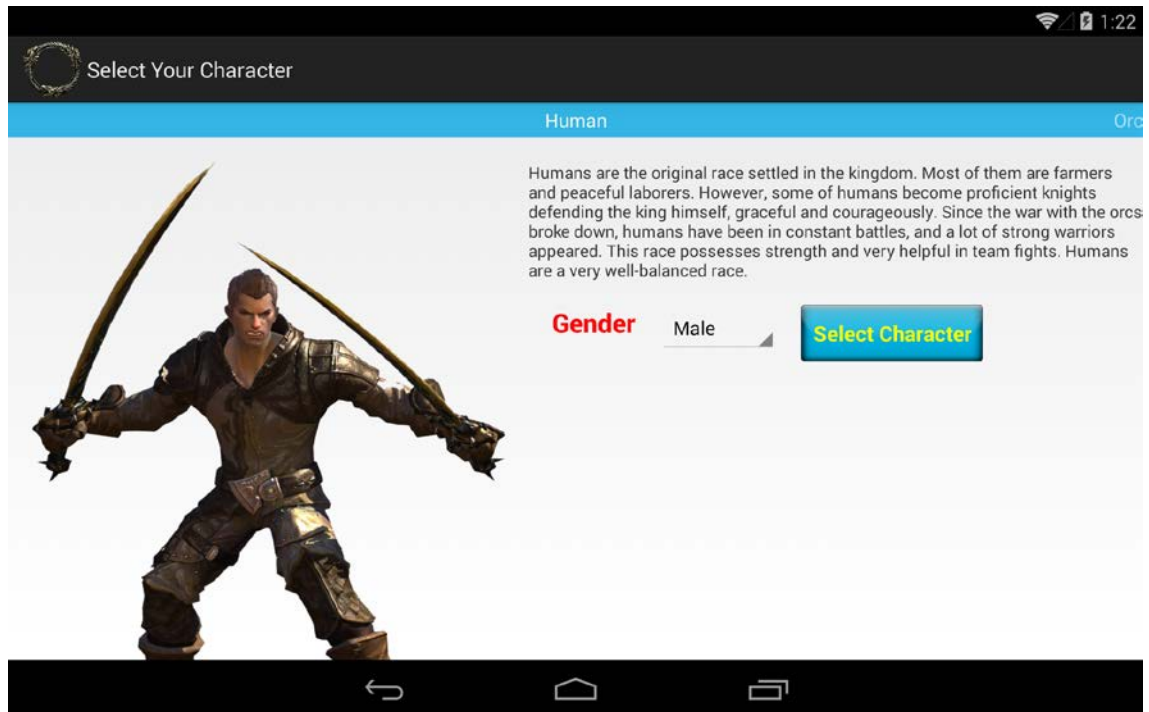 1:22
Select Your Character
Human
Orc
Humans are the original race settled in the kingdom. Most of them are farmers
and peaceful laborers. However, some of humans become proficient knights
defending the king himself, graceful and courageously. Since the war with the orcs
broke down, humans have been in constant battles, and a lot of strong warriors
appeared. This race possesses strength and very helpful in team fights. Humans
are a very well-balanced race.
Gender
Male
Select Character